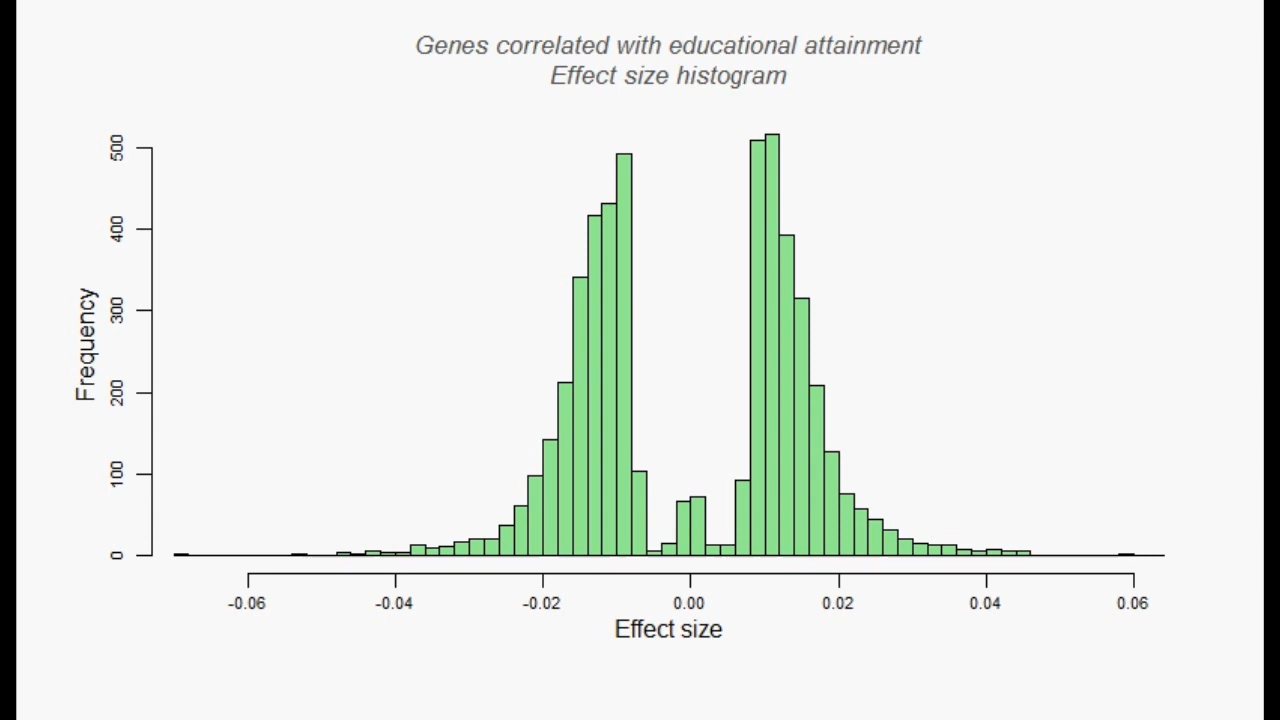 Genes correlated with educational attainment
Effect size histogram
500
400
300
200
100
0
Frequency
-0.06 -0.04 -0.02 0.00 0.02 0.04 0.06
Effect size